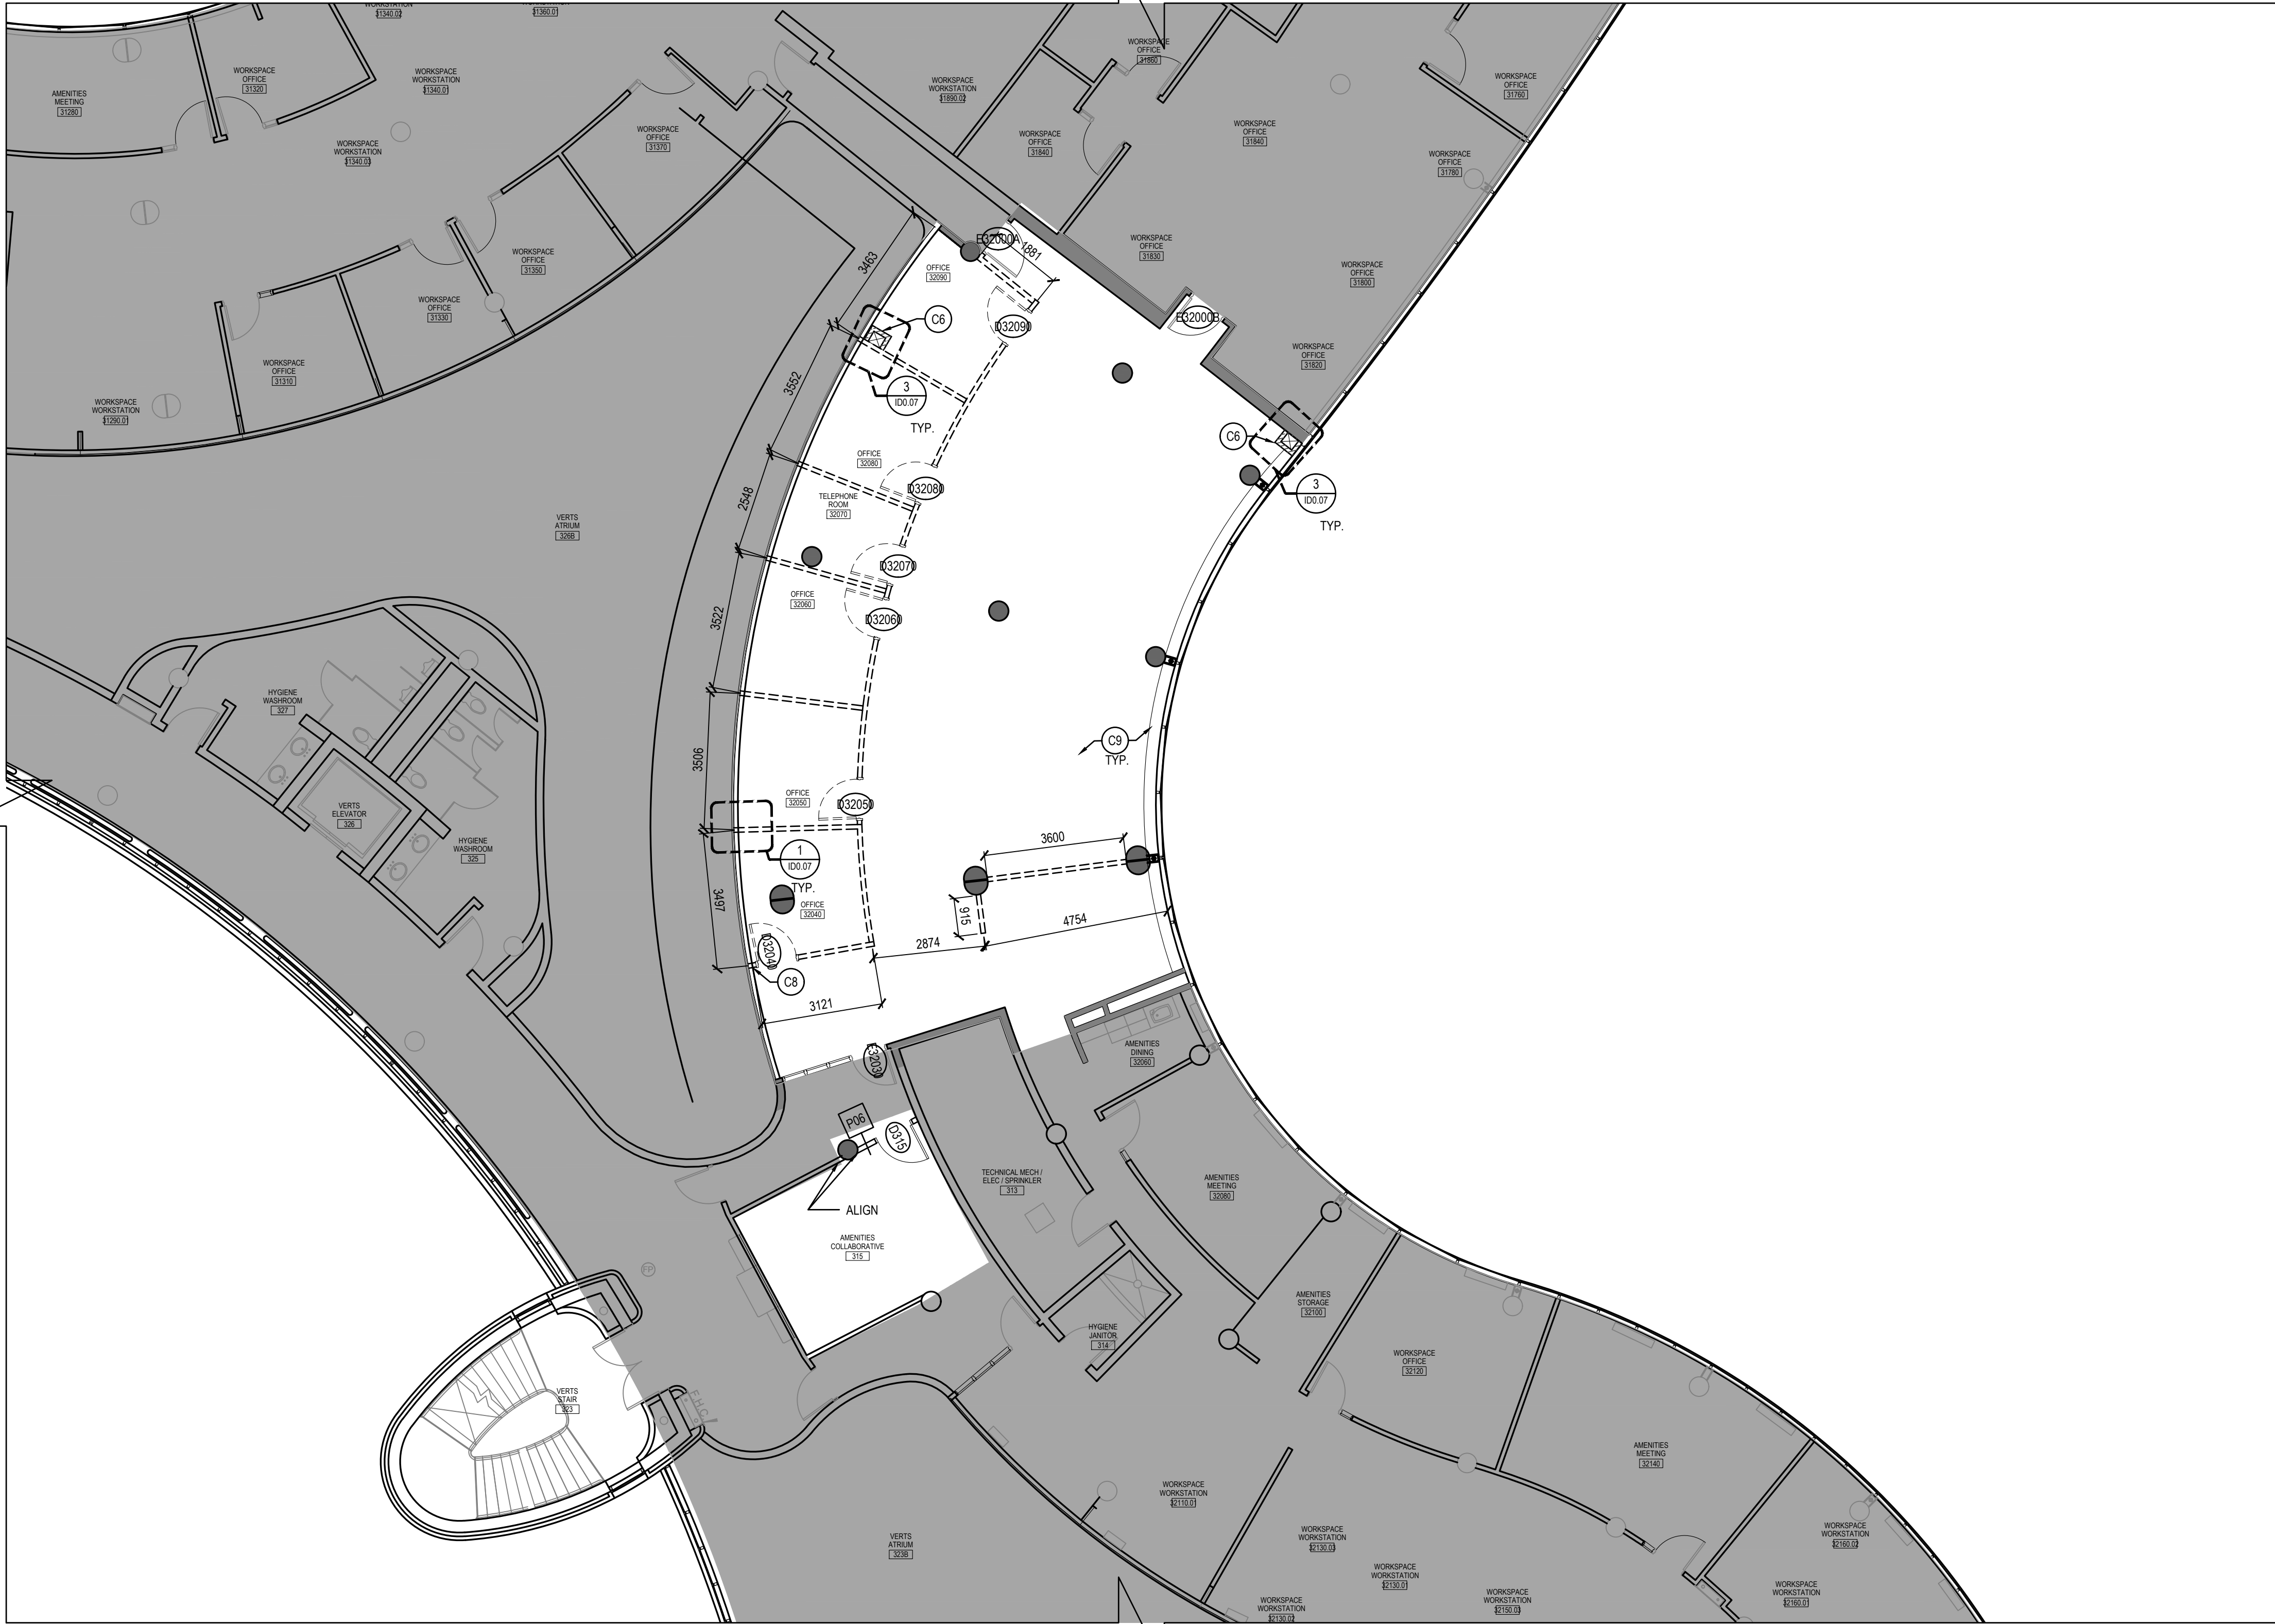 WORKSTATION
31340.02
31360.01
AMENITIES
MEETING
31280
WORKSPACE
OFFICE
31320
WORKSPACE
WORKSTATION
31340.01
WORKSPACE
WORKSTATION
31340.03
WORKSPACE
OFFICE
31370
WORKSPACE
WORKSTATION
31890.02
WORKSPACE
OFFICE
31860
WORKSPACE
OFFICE
31840
WORKSPACE
OFFICE
31840
WORKSPACE
OFFICE
31760
WORKSPACE
OFFICE
31780
WORKSPACE
OFFICE
31350
WORKSPACE
OFFICE
31330
WORKSPACE
OFFICE
31310
WORKSPACE
WORKSTATION
31290.01
WORKSPACE
OFFICE
31830
WORKSPACE
OFFICE
31800
WORKSPACE
OFFICE
31820
E32000A
1881
3463
OFFICE
32090
D32090
E32000B
C6
3
ID0.07
TYP.
3552
C6
3
ID0.07
TYP.
OFFICE
32080
D32080
2548
TELEPHONE
ROOM
32070
D32070
VERTS
ATRIUM
326B
OFFICE
32060
D32060
3522
3506
C9
TYP.
OFFICE
32050
D32050
1
ID0.07
TYP.
OFFICE
32040
3497
D32040
C8
3121
2874
915
3600
4754
HYGIENE
WASHROOM
327
VERTS
ELEVATOR
326
HYGIENE
WASHROOM
325
E32030
P06
D315
ALIGN
AMENITIES
COLLABORATIVE
315
TECHNICAL MECH /
ELEC / SPRINKLER
313
AMENITIES
DINING
32060
AMENITIES
MEETING
32080
AMENITIES
STORAGE
32100
HYGIENE
JANITOR
314
WORKSPACE
OFFICE
32120
AMENITIES
MEETING
32140
FP
F.H.C.
VERTS
STAIR
323
VERTS
ATRIUM
323B
WORKSPACE
WORKSTATION
32110.01
WORKSPACE
WORKSTATION
32130.03
WORKSPACE
WORKSTATION
32130.01
WORKSPACE
WORKSTATION
32130.02
WORKSPACE
WORKSTATION
32150.03
WORKSPACE
WORKSTATION
32160.02
WORKSPACE
WORKSTATION
32160.01